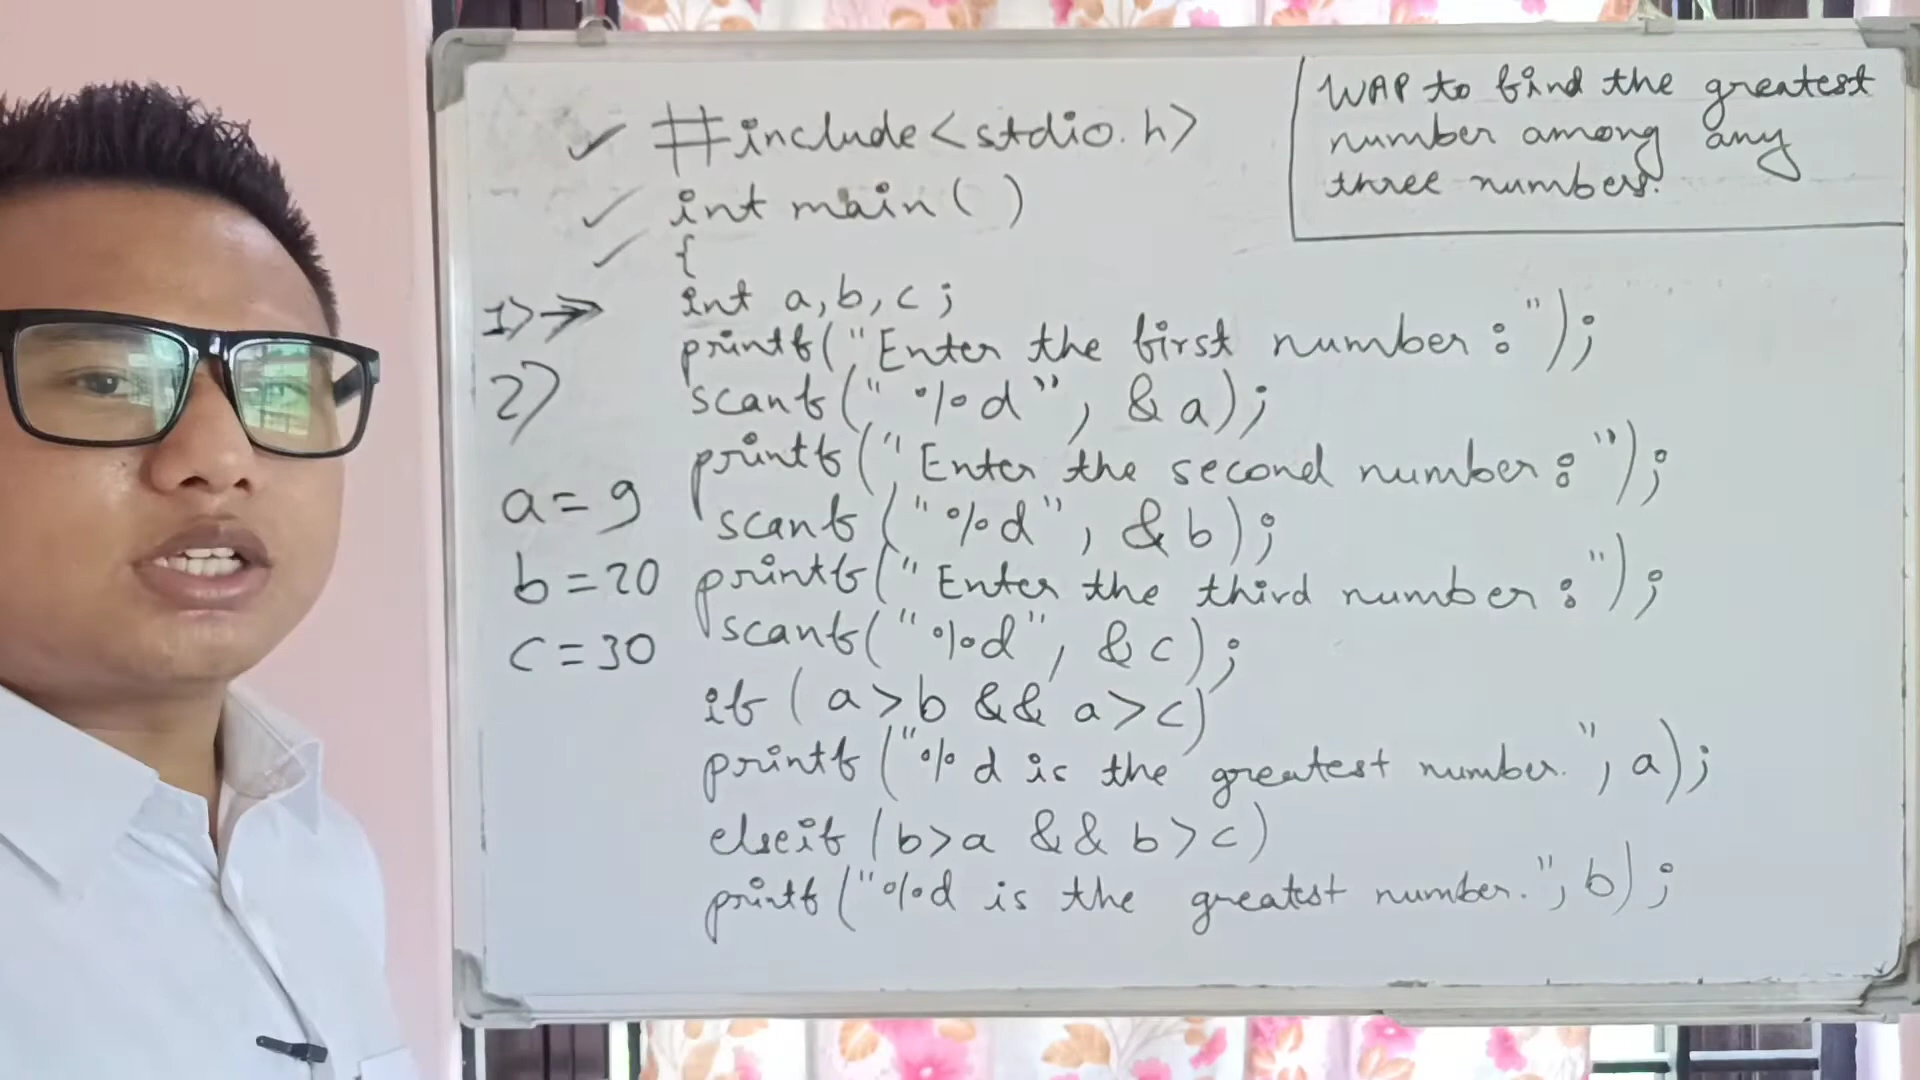 WAP to find the greatest
number among any
three numbers.
#include<stdio.h>
int main( )
{
1) int a,b,c;
printf("Enter the first number:");
2) scanf("%d", &a);
printf("Enter the second number:");
a=9 scanf("%d", &b);
b=20 printf("Enter the third number:");
c=30 scanf("%d", &c);
if (a>b && a>c)
printf("%d is the greatest number.", a);
elseif (b>a && b>c)
printf("%d is the greatest number.", b);